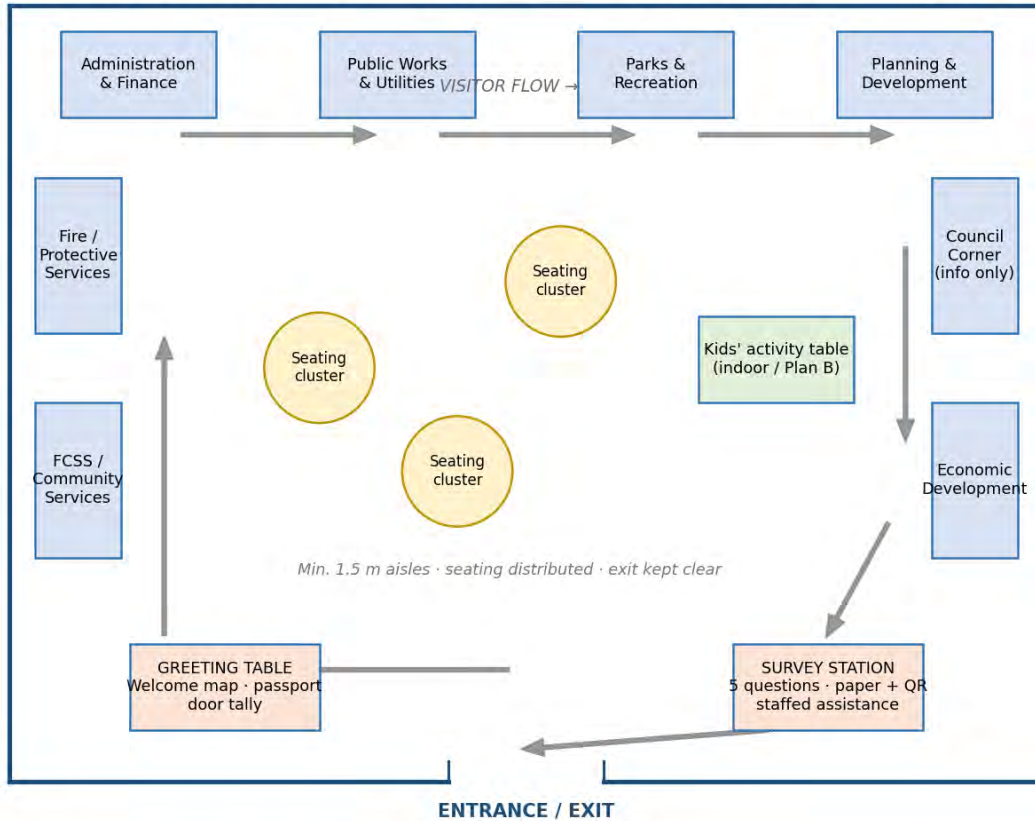 Administration
& Finance
Public Works
& Utilities
VISITOR FLOW →
Parks &
Recreation
Planning &
Development
Fire /
Protective
Services
Seating
cluster
Council
Corner
(info only)
Seating
cluster
Kids' activity table
(indoor / Plan B)
FCSS /
Community
Services
Seating
cluster
Economic
Development
Min. 1.5 m aisles · seating distributed · exit kept clear
GREETING TABLE
Welcome map · passport
door tally
SURVEY STATION
5 questions · paper + QR
staffed assistance
ENTRANCE / EXIT